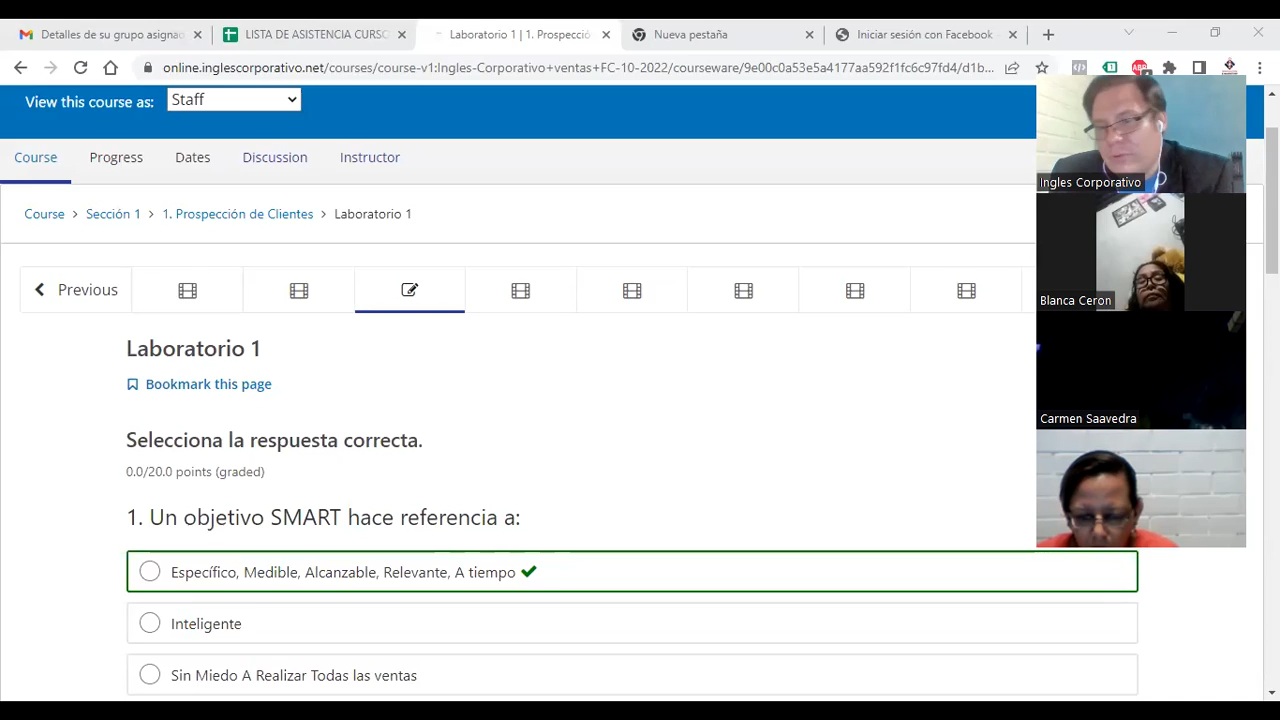 Detalles de su grupo asignac
LISTA DE ASISTENCIA CURSO
Laboratorio 1 | 1. Prospecció
Nueva pestaña
Iniciar sesión con Facebook
online.inglescorporativo.net/courses/course-v1:Ingles-Corporativo+ventas+FC-10-2022/courseware/9e00c0a53e5a4177aa592f1fc6c97fd4/d1b...
View this course as:
Staff
Course
Progress
Dates
Discussion
Instructor
Ingles Corporativo
Course > Sección 1 > 1. Prospección de Clientes > Laboratorio 1
Previous
Blanca Ceron
Laboratorio 1
Bookmark this page
Carmen Saavedra
Selecciona la respuesta correcta.
0.0/20.0 points (graded)
1. Un objetivo SMART hace referencia a:
Específico, Medible, Alcanzable, Relevante, A tiempo
Inteligente
Sin Miedo A Realizar Todas las ventas